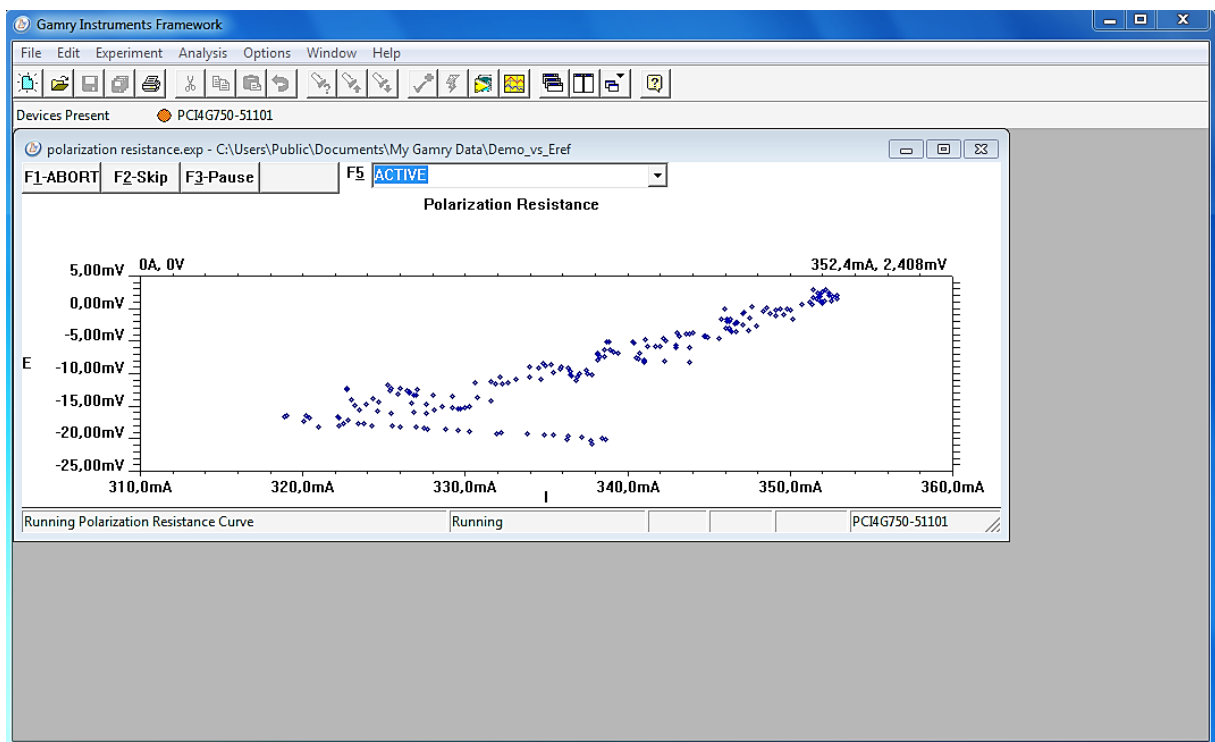 Gamry Instruments Framework
File Edit Experiment Analysis Options Window Help
Devices Present PCI4G750-51101
polarization resistance.exp - C:\Users\Public\Documents\My Gamry Data\Demo_vs_Eref
F1-ABORT F2-Skip F3-Pause F5 ACTIVE
Polarization Resistance
0A, 0V 352,4mA, 2,408mV
5,00mV
0,00mV
-5,00mV
E
-10,00mV
-15,00mV
-20,00mV
-25,00mV
310,0mA 320,0mA 330,0mA 340,0mA 350,0mA 360,0mA
I
Running Polarization Resistance Curve Running PCI4G750-51101